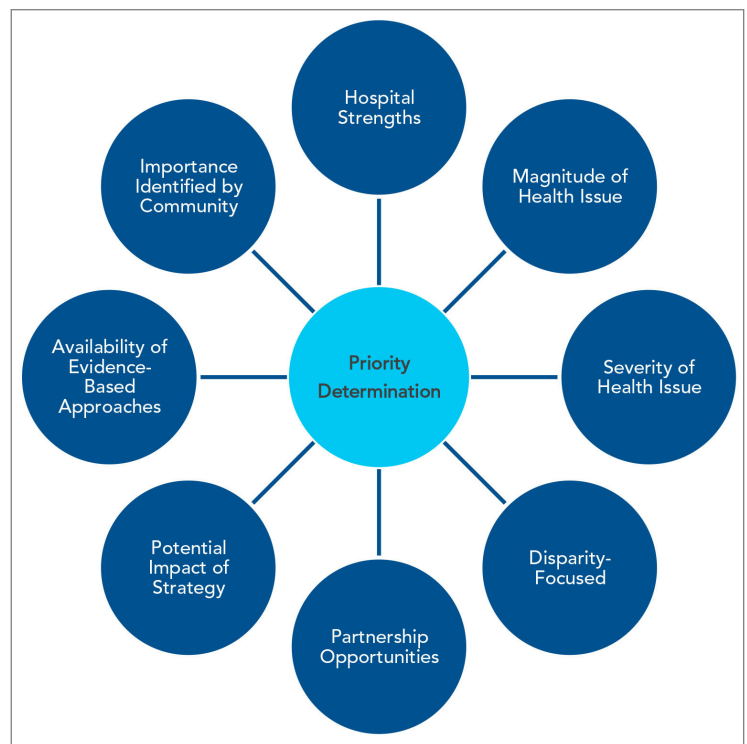 Hospital
Strengths
Magnitude of
Health Issue
Severity of
Health Issue
Disparity-
Focused
Partnership
Opportunities
Potential
Impact of
Strategy
Availability of
Evidence-
Based
Approaches
Importance
Identified by
Community
Priority
Determination